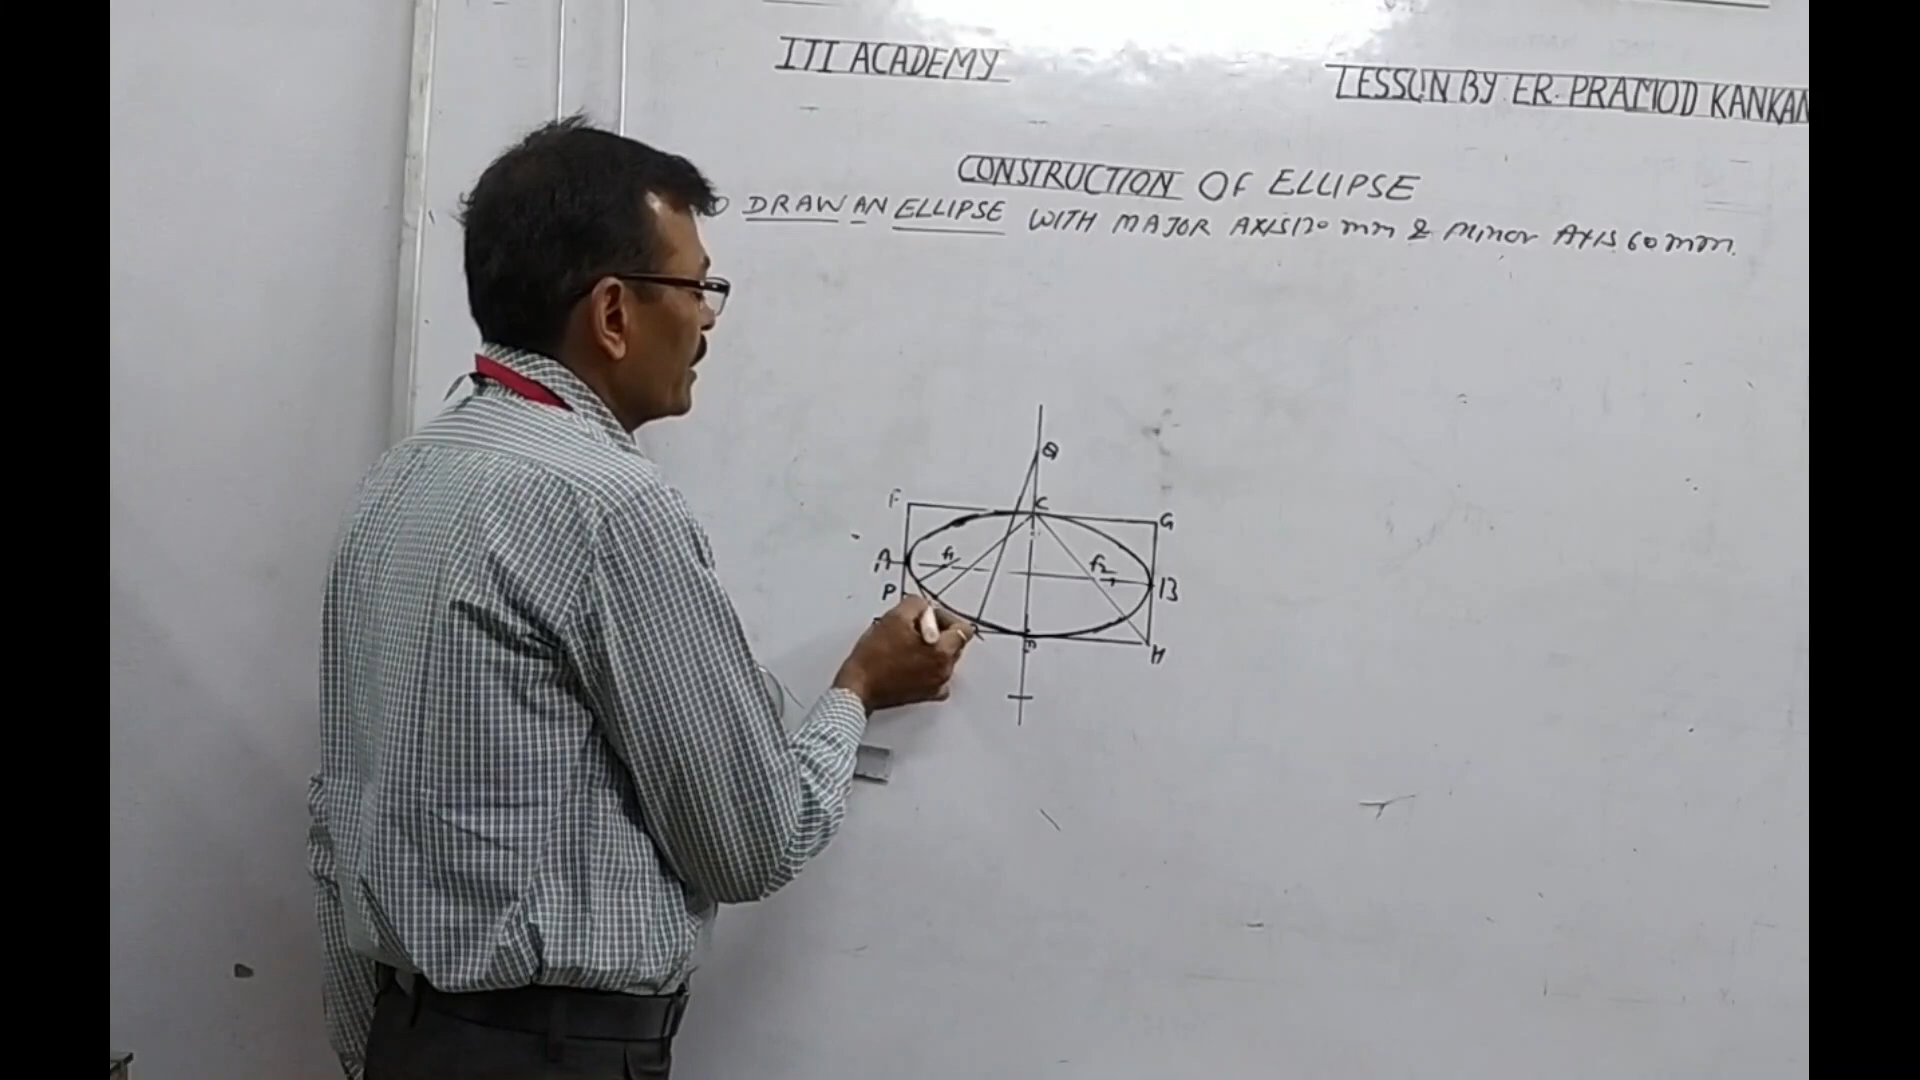 ITI ACADEMY
LESSON BY ER. PRAMOD KANKAN
CONSTRUCTION OF ELLIPSE
O DRAW AN ELLIPSE WITH MAJOR AXIS 120 mm & minor AXIS 60 mm.
Q
F
C
G
A
f1
f2
B
P
E
H